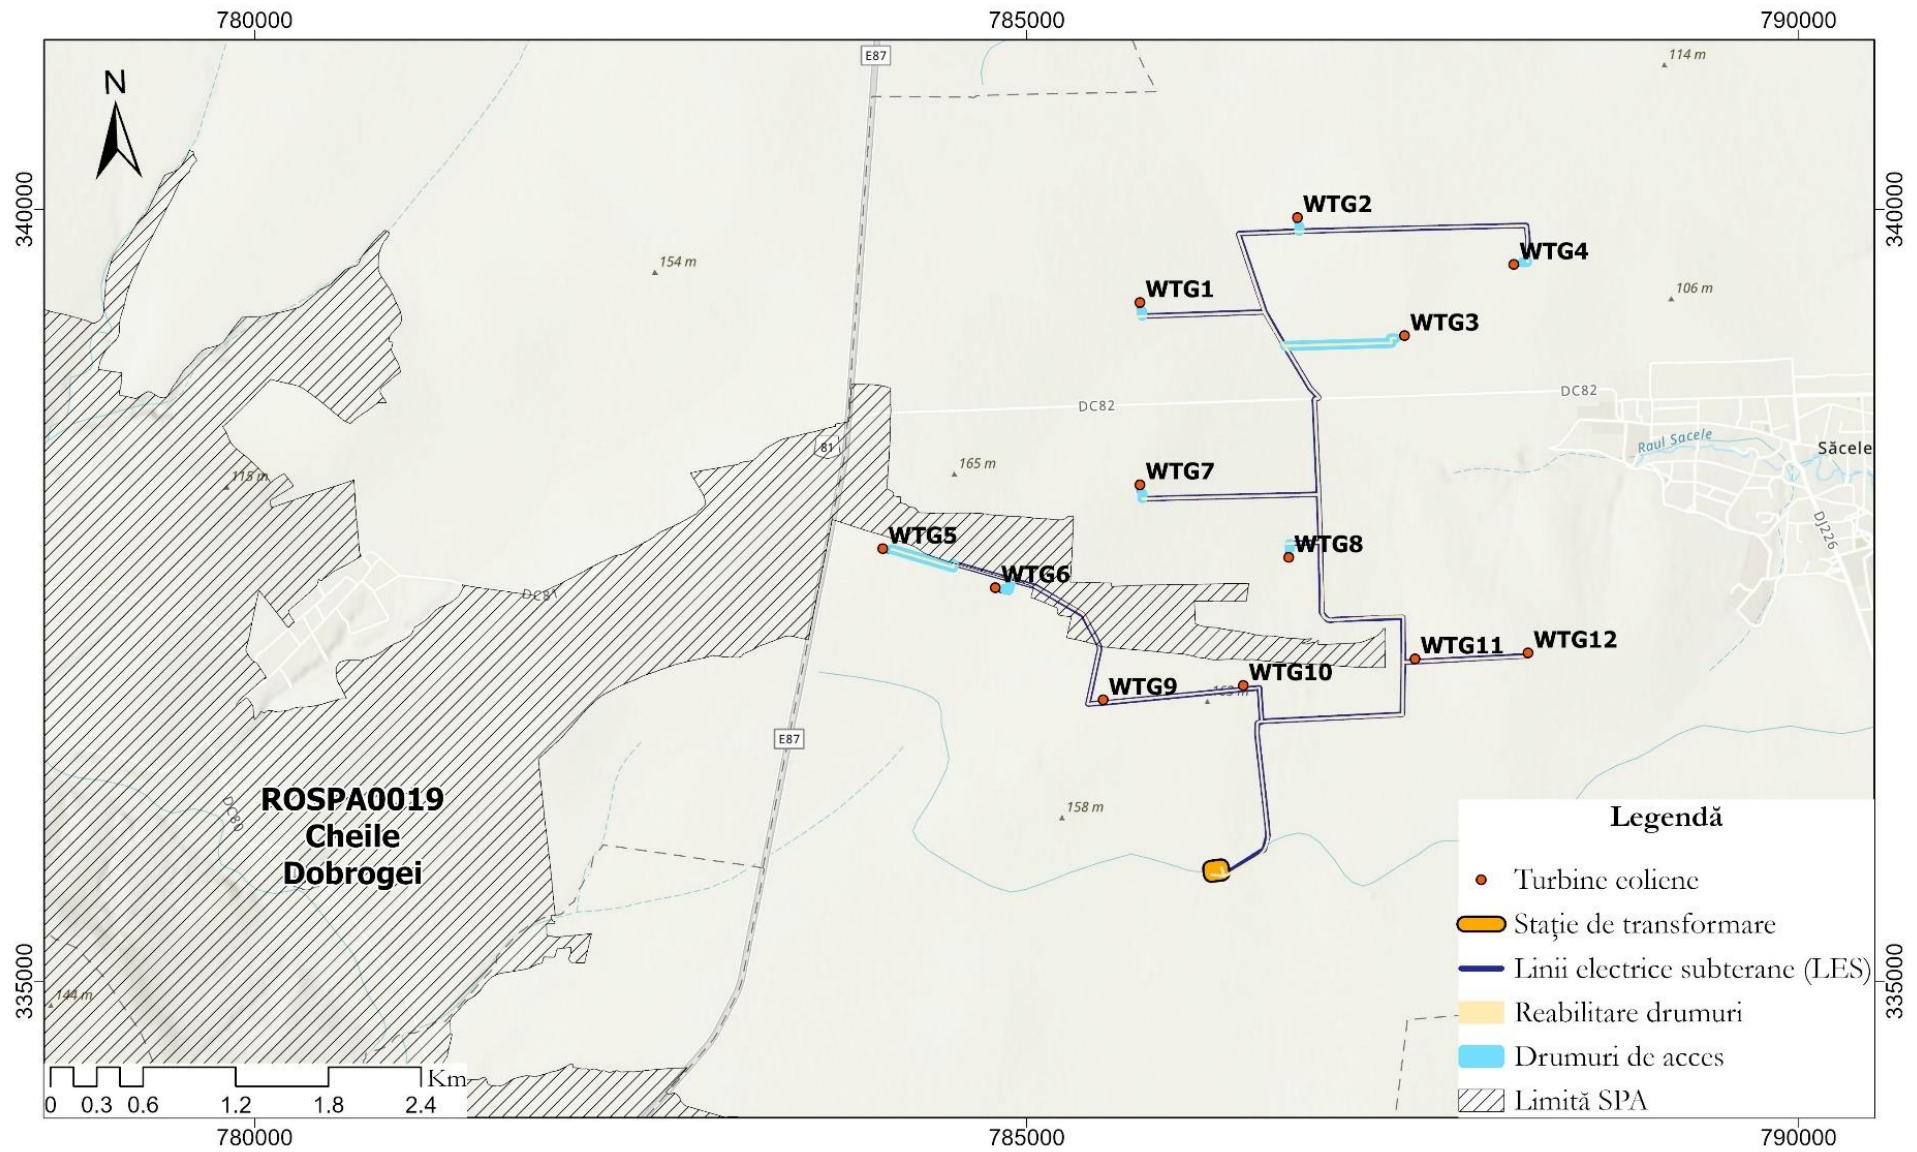 780000
785000
790000
E87
114 m
N
340000
340000
WTG2
WTG4
154 m
WTG1
106 m
WTG3
DC82
DC82
Raul Sacele
81
Săcele
165 m
WTG7
115 m
DJ226
WTG5
WTG8
WTG6
DC81
WTG11
WTG12
WTG10
WTG9
E87
ROSPA0019
Cheile
Dobrogei
DC80
158 m
Legendă
Turbine eoliene
Stație de transformare
Linii electrice subterane (LES)
Reabilitare drumuri
Drumuri de acces
Limită SPA
335000
335000
144 m
Km
0 0.3 0.6 1.2 1.8 2.4
780000
785000
790000